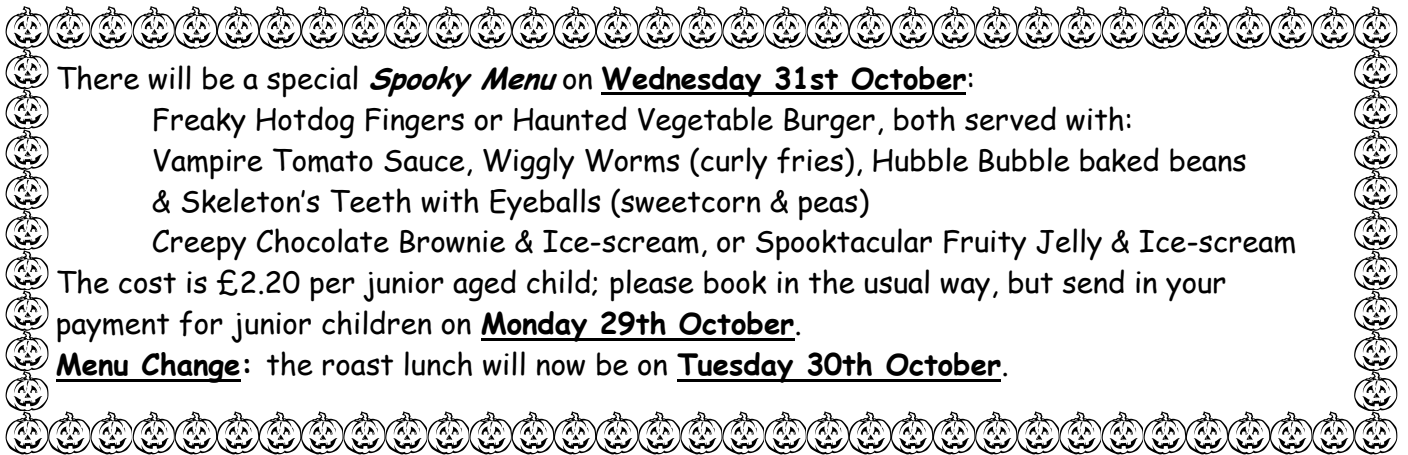 There will be a special Spooky Menu on Wednesday 31st October:
Freaky Hotdog Fingers or Haunted Vegetable Burger, both served with:
Vampire Tomato Sauce, Wiggly Worms (curly fries), Hubble Bubble baked beans
& Skeleton's Teeth with Eyeballs (sweetcorn & peas)
Creepy Chocolate Brownie & Ice-scream, or Spooktacular Fruity Jelly & Ice-scream
The cost is £2.20 per junior aged child; please book in the usual way, but send in your
payment for junior children on Monday 29th October.
Menu Change: the roast lunch will now be on Tuesday 30th October.